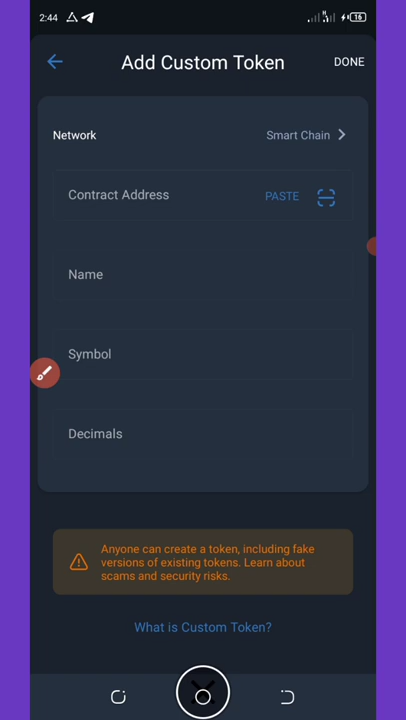 2:44
16
Add Custom Token
DONE
Network
Smart Chain
Contract Address
PASTE
Name
Symbol
Decimals
Anyone can create a token, including fake
versions of existing tokens. Learn about
scams and security risks.
What is Custom Token?